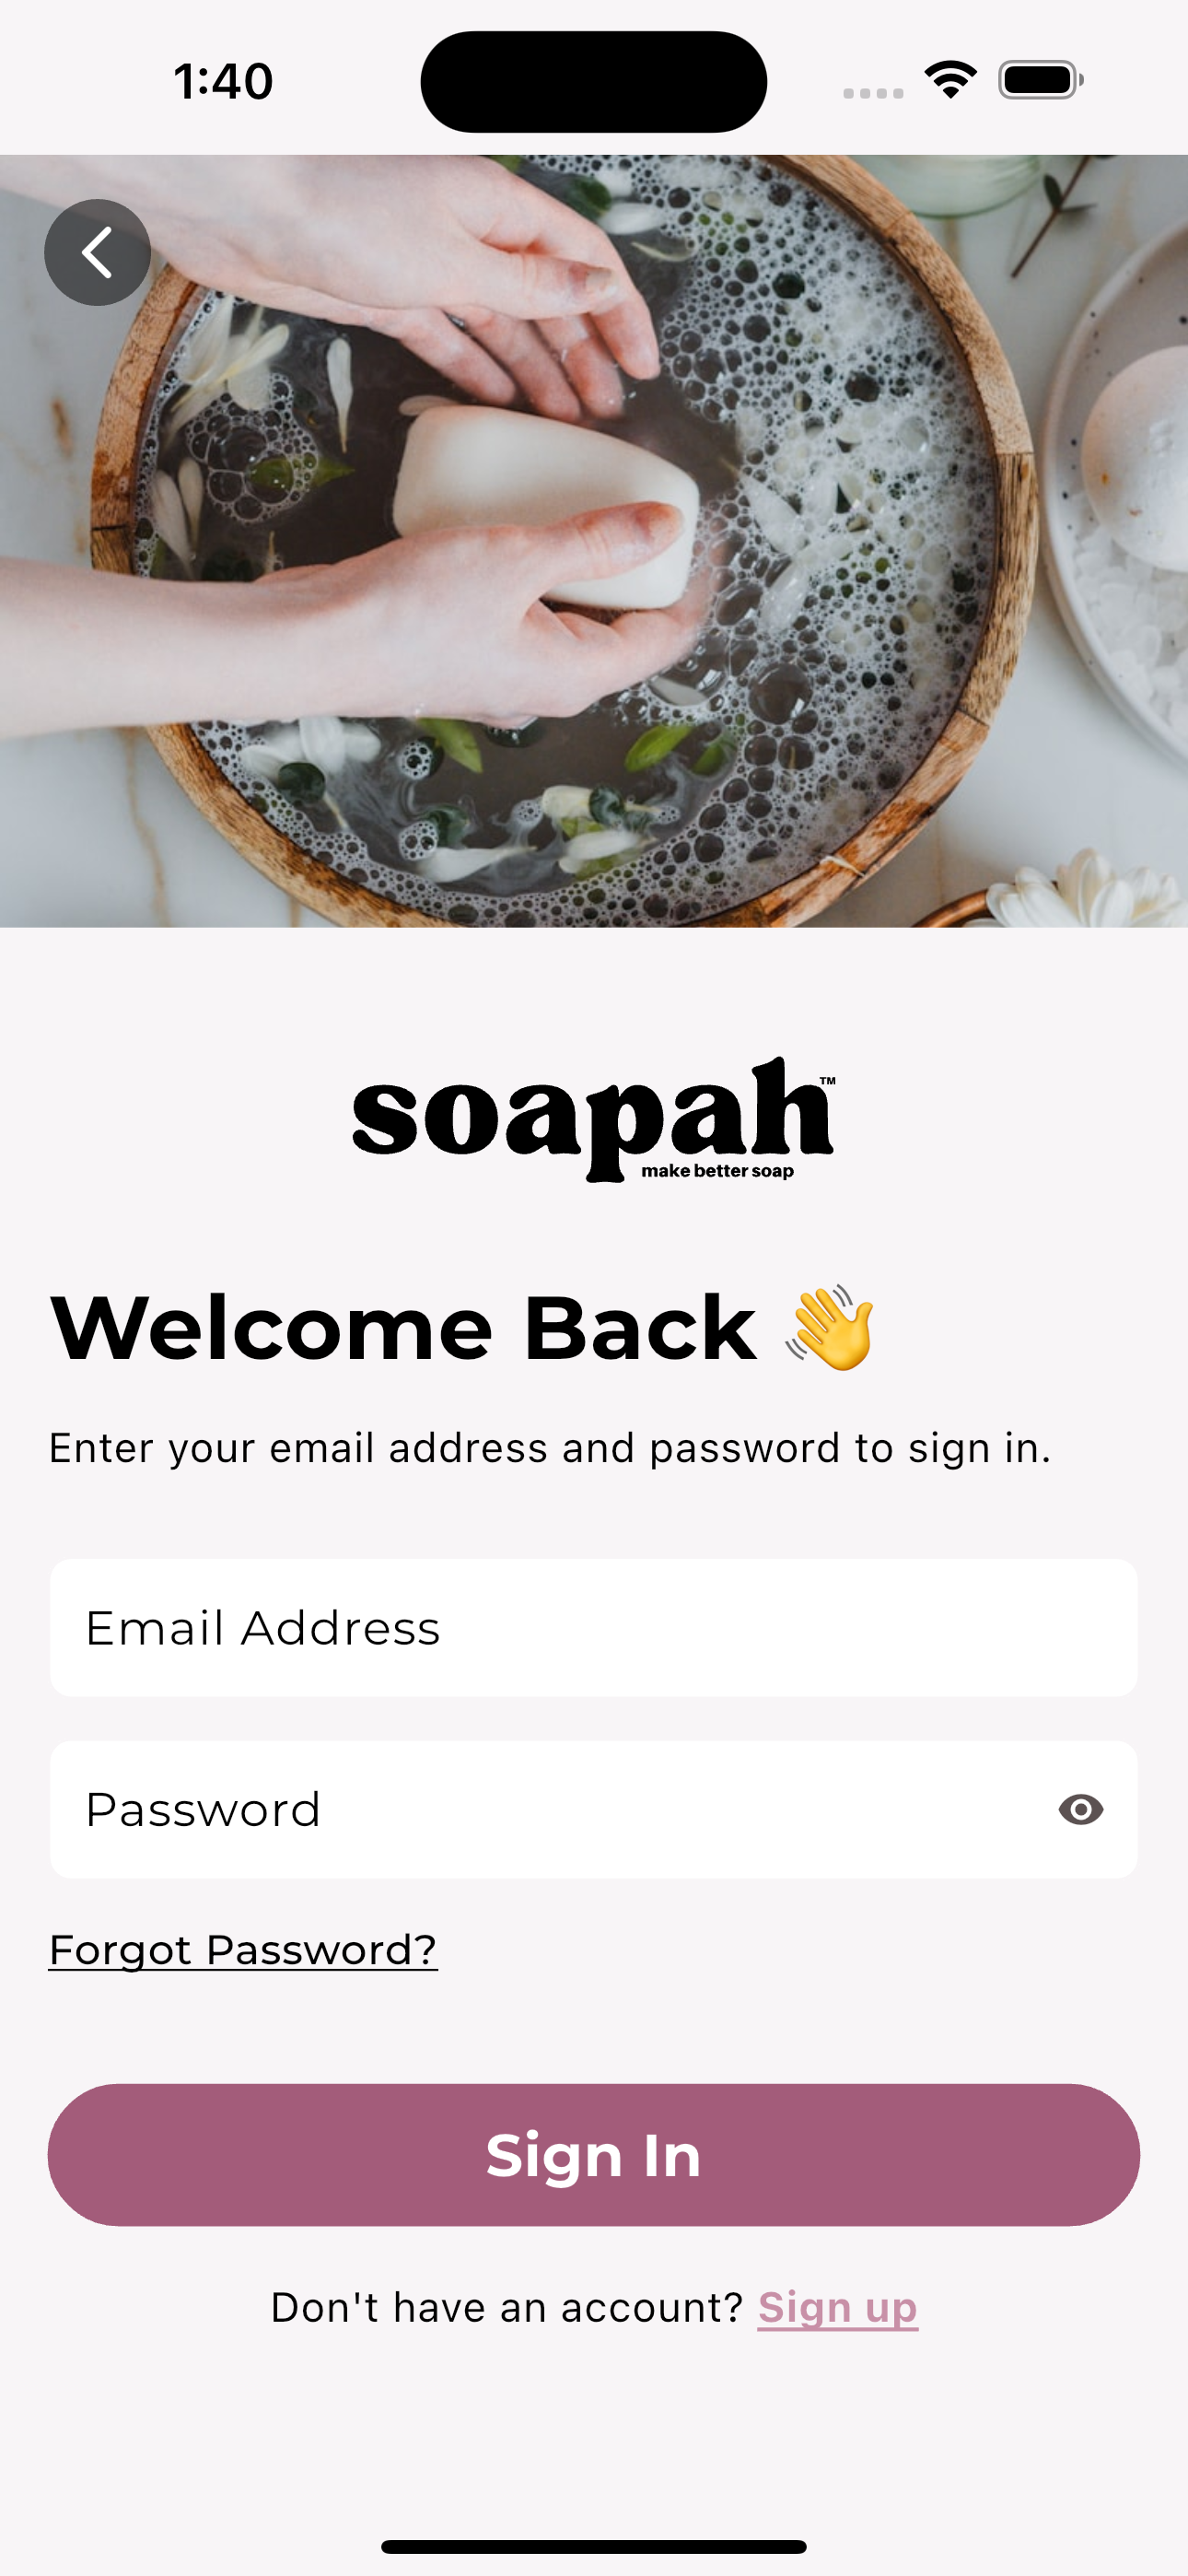 1:40
soapah™
make better soap
Welcome Back 👋
Enter your email address and password to sign in.
Email Address
Password
Forgot Password?
Sign In
Don't have an account? Sign up